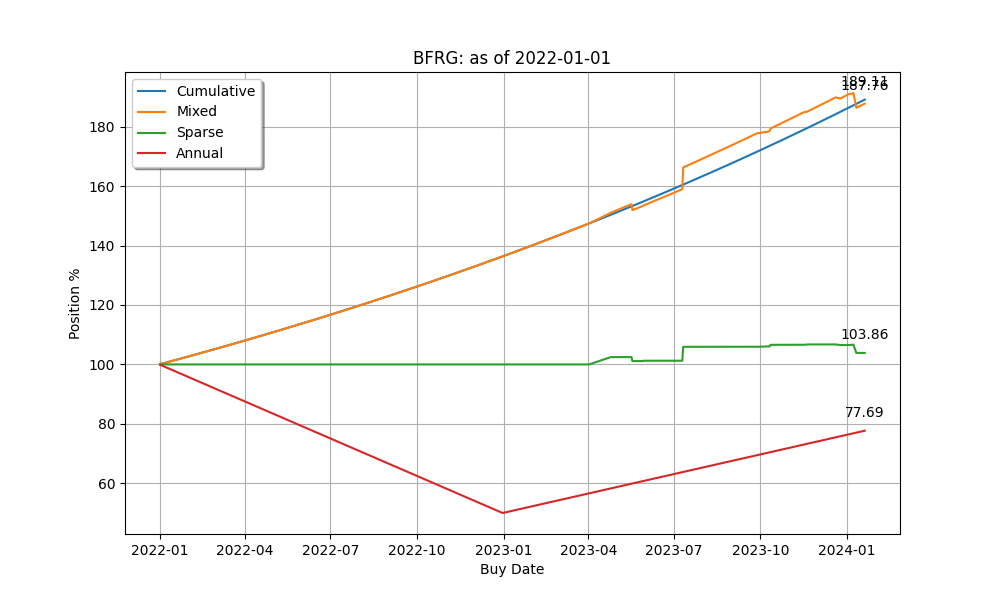 BFRG: as of 2022-01-01
Cumulative
Mixed
Sparse
Annual
189.11
187.76
103.86
77.69
180
160
140
120
100
80
60
Position %
2022-01 2022-04 2022-07 2022-10 2023-01 2023-04 2023-07 2023-10 2024-01
Buy Date